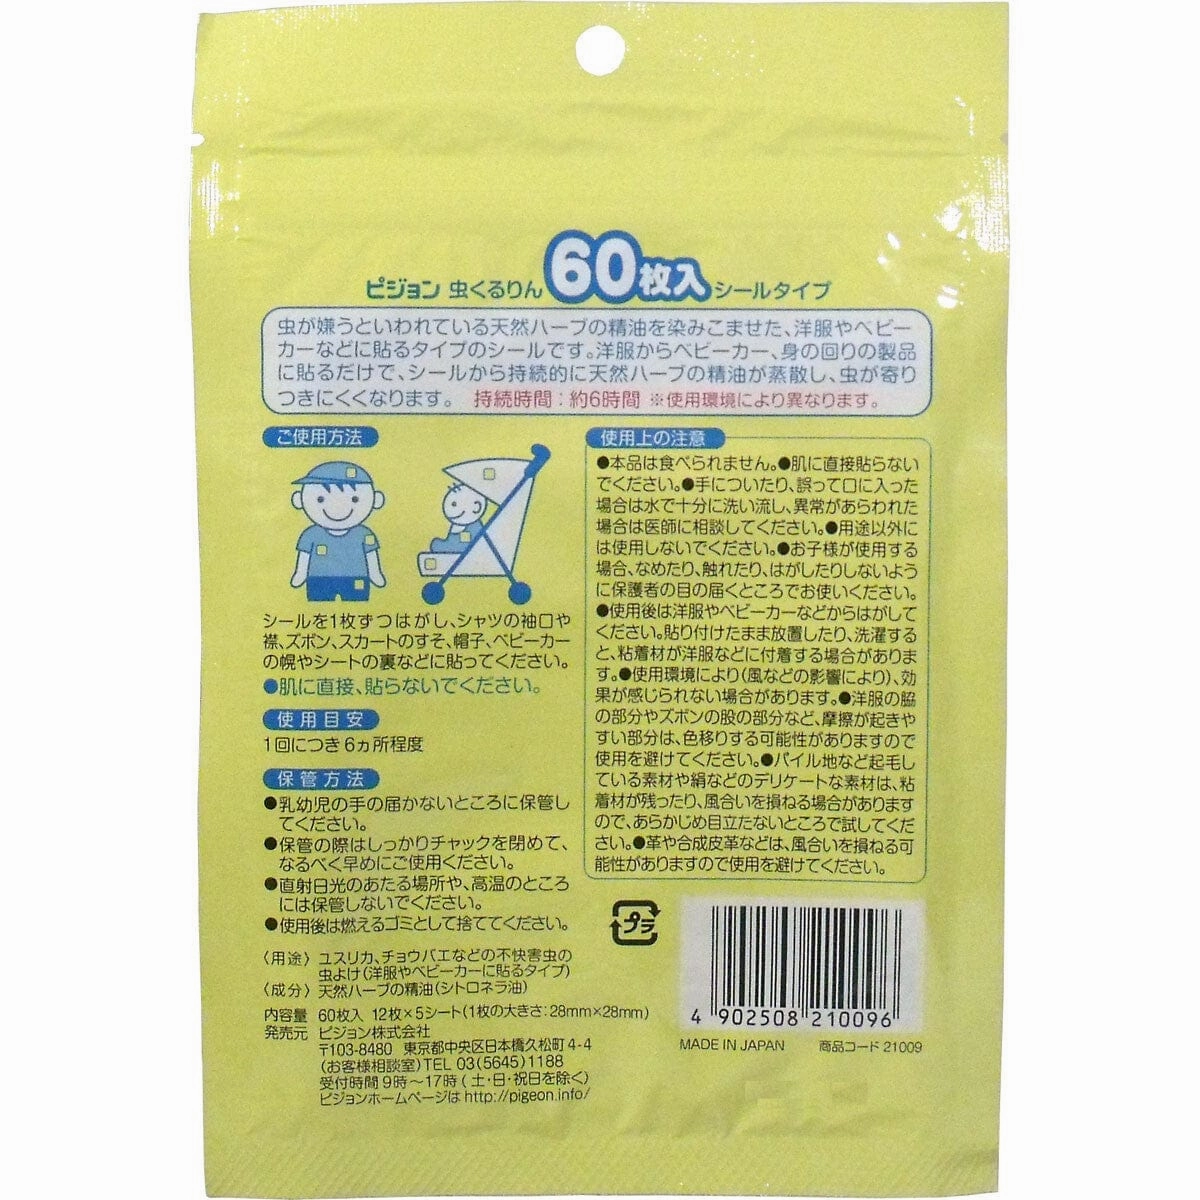 ピジョン 虫くるりん 60枚入 シールタイプ
虫が嫌うといわれている天然ハーブの精油を染みこませた、洋服やベビー
カーなどに貼るタイプのシールです。洋服からベビーカー、身の回りの製品
に貼るだけで、シールから持続的に天然ハーブの精油が蒸散し、虫が寄り
つきにくくなります。 持続時間:約6時間 ※使用環境により異なります。
ご使用方法
シールを1枚ずつはがし、シャツの袖口や
襟、ズボン、スカートのすそ、帽子、ベビーカー
の幌やシートの裏などに貼ってください。
●肌に直接、貼らないでください。
使用目安
1回につき6ヵ所程度
保管方法
●乳幼児の手の届かないところに保管し
てください。
●保管の際はしっかりチャックを閉めて、
なるべく早めにご使用ください。
●直射日光のあたる場所や、高温のところ
には保管しないでください。
●使用後は燃えるゴミとして捨ててください。
使用上の注意
●本品は食べられません。●肌に直接貼らない
でください。●手についたり、誤って口に入った
場合は水で十分に洗い流し、異常があらわれた
場合は医師に相談してください。●用途以外に
は使用しないでください。●お子様が使用する
場合、なめたり、触れたり、はがしたりしないよう
に保護者の目の届くところでお使いください。
●使用後は洋服やベビーカーなどからはがして
ください。貼り付けたまま放置したり、洗濯する
と、粘着材が洋服などに付着する場合がありま
す。●使用環境により(風などの影響により)、効
果が感じられない場合があります。●洋服の脇
の部分やズボンの股の部分など、摩擦が起きや
すい部分は、色移りする可能性がありますので
使用を避けてください。●パイル地など起毛し
ている素材や絹などのデリケートな素材は、粘
着材が残ったり、風合いを損ねる場合があります
ので、あらかじめ目立たないところで試してくだ
さい。●革や合成皮革などは、風合いを損ねる可
能性がありますので使用を避けてください。
〈用途〉 ユスリカ、チョウバエなどの不快害虫の
虫よけ(洋服やベビーカーに貼るタイプ)
〈成分〉 天然ハーブの精油(シトロネラ油)
内容量 60枚入 12枚×5シート(1枚の大きさ:28mm×28mm)
発売元 ピジョン株式会社
〒103-8480 東京都中央区日本橋久松町4-4
(お客様相談室)TEL 03(5645)1188
受付時間 9時~17時(土・日・祝日を除く)
ピジョンホームページは http://pigeon.info/
プラ
4 902508 210096
MADE IN JAPAN 商品コード 21009